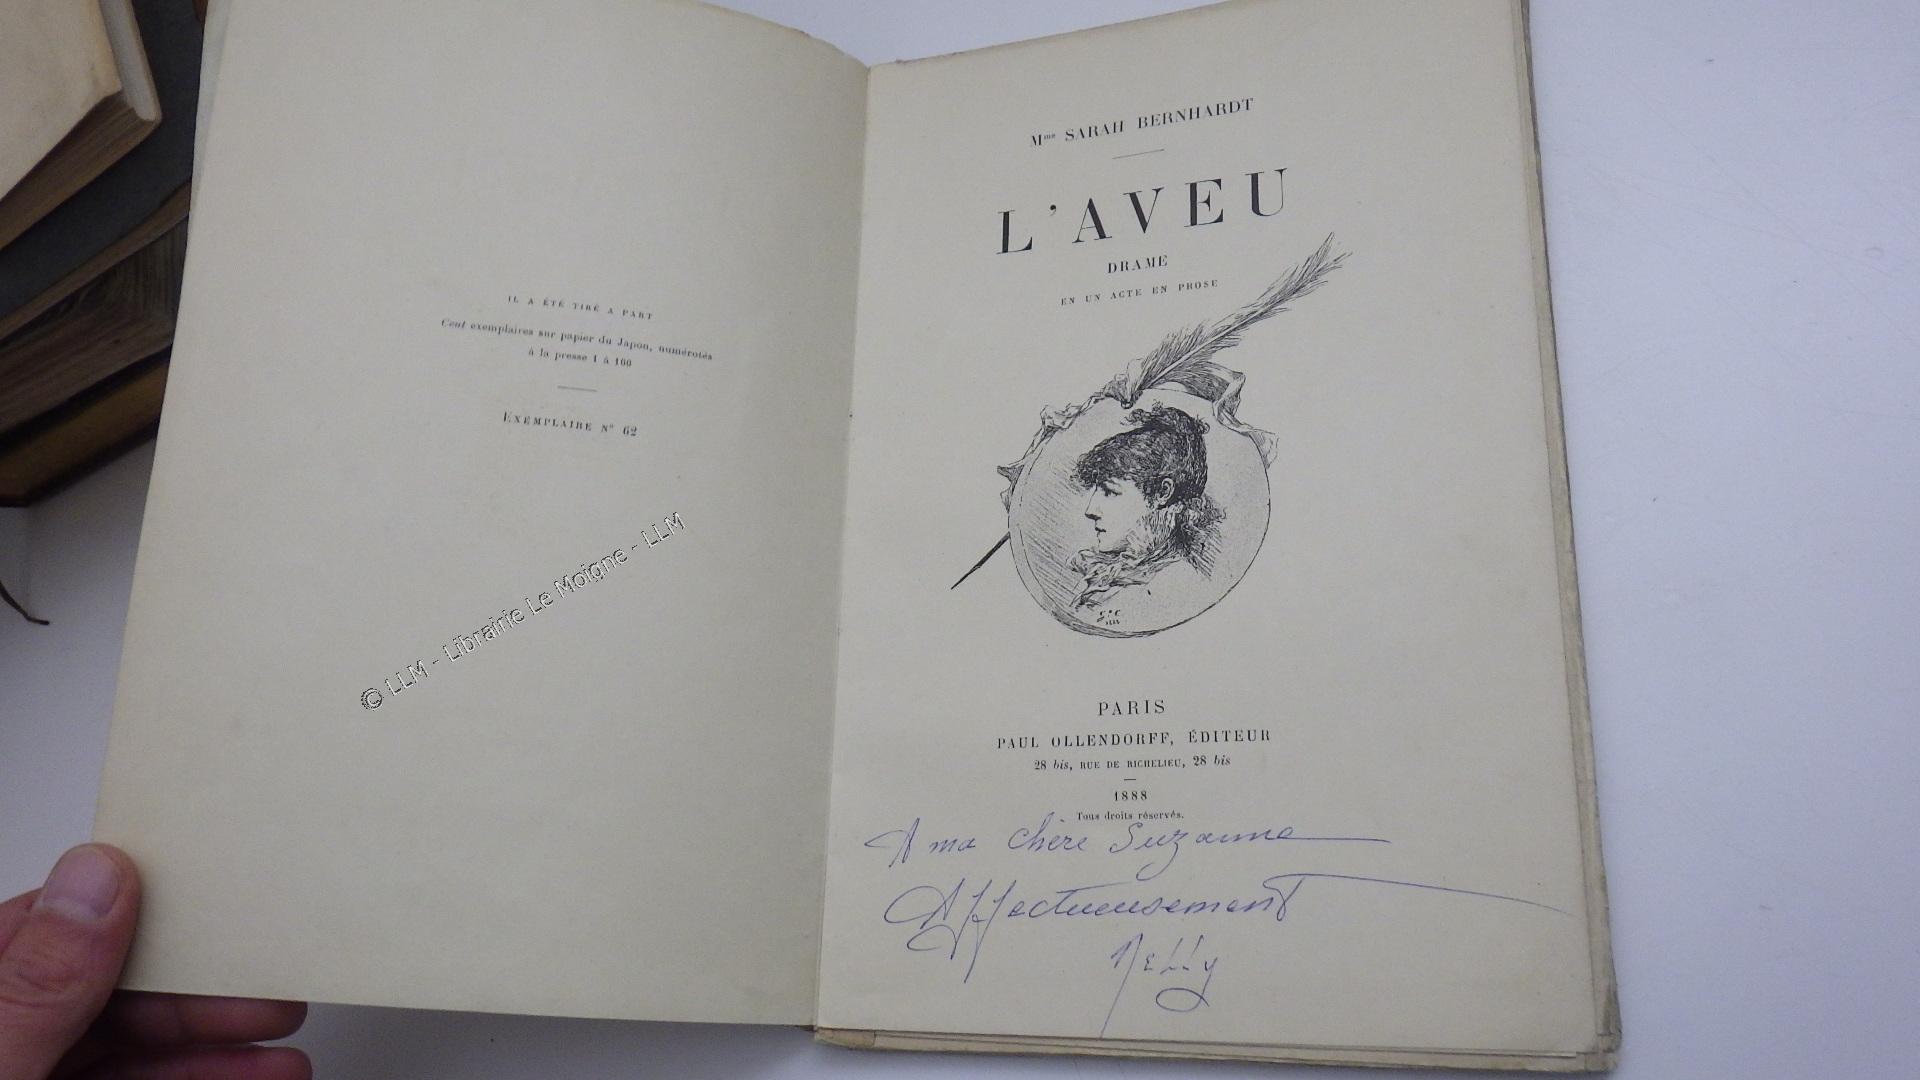 IL A ÉTÉ TIRÉ A PART
Cent exemplaires sur papier du Japon, numérotés
à la presse 1 à 100
EXEMPLAIRE N° 62
© LLM - Librairie Le Moigne - LLM
Mme SARAH BERNHARDT
L'AVEU
DRAME
EN UN ACTE EN PROSE
PARIS
PAUL OLLENDORFF, ÉDITEUR
28 bis, RUE DE RICHELIEU, 28 bis
1888
Tous droits réservés.
A ma chère Suzanne
Affectueusement
Nelly